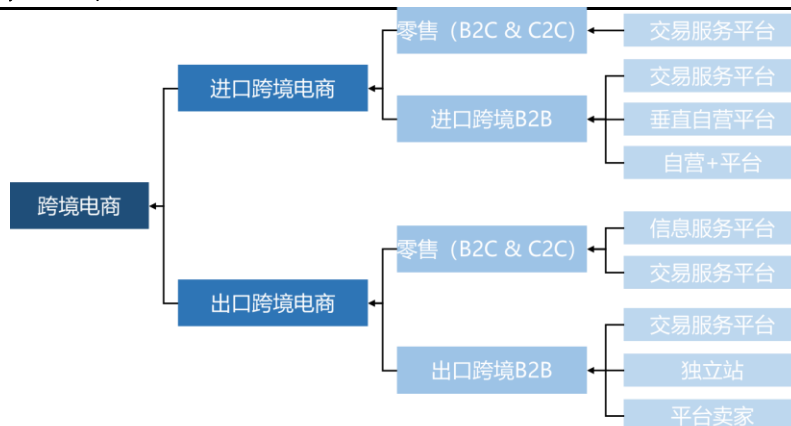 零售（B2C & C2C）
交易服务平台
进口跨境电商
交易服务平台
进口跨境B2B
垂直自营平台
自营+平台
跨境电商
信息服务平台
零售（B2C & C2C）
交易服务平台
出口跨境电商
交易服务平台
出口跨境B2B
独立站
平台卖家